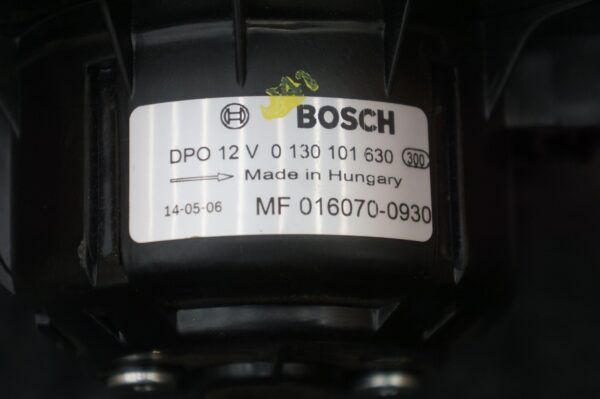 BOSCH
DPO 12 V 0 130 101 630 300
Made in Hungary
14-05-06 MF 016070-0930